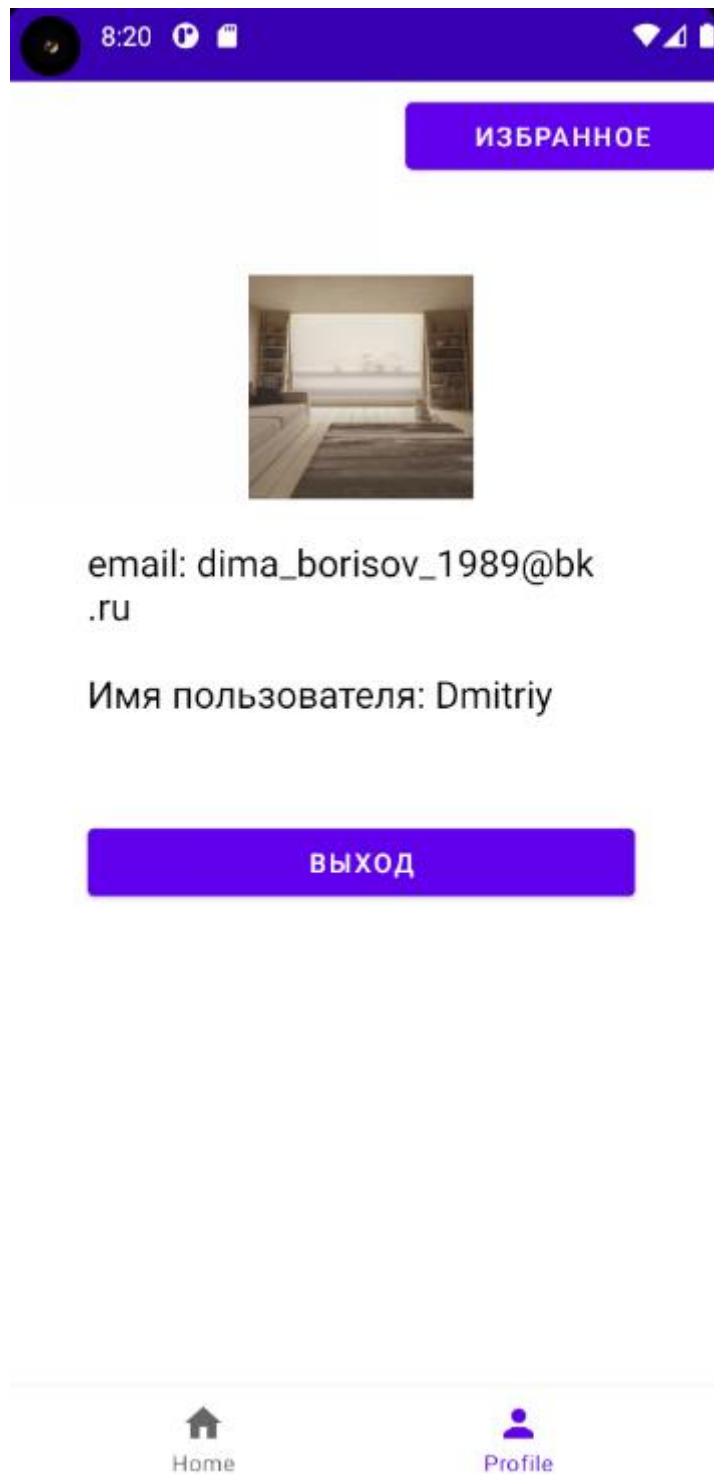 8:20
ИЗБРАННОЕ
email: dima_borisov_1989@bk
.ru
Имя пользователя: Dmitriy
ВЫХОД
Home
Profile